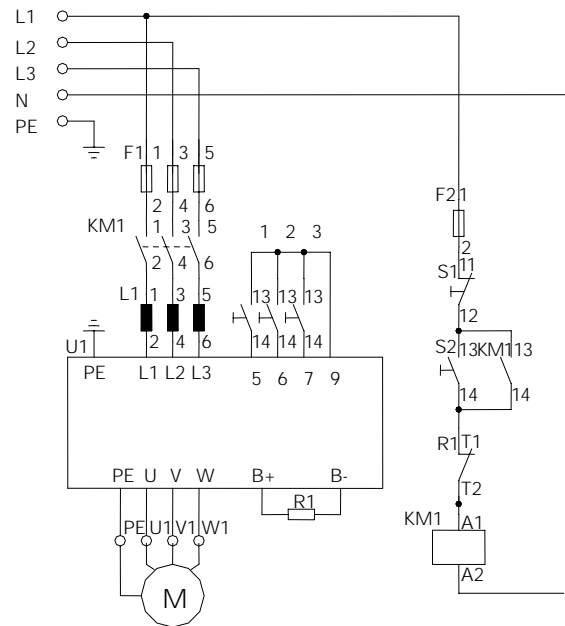 L1
L2
L3
N
PE
F1 1 3 5
2 4 6
KM1 1 3 5
2 4 6
L1 1 3 5
2 4 6
1 2 3
13 13 13
14 14 14
U1
PE L1 L2 L3 5 6 7 9
PE U V W B+ B-
R1
PE U1 V1 W1
M
F2 1
2
S1 11
12
S2 13 KM1 13
14 14
R1 T1
T2
KM1 A1
A2